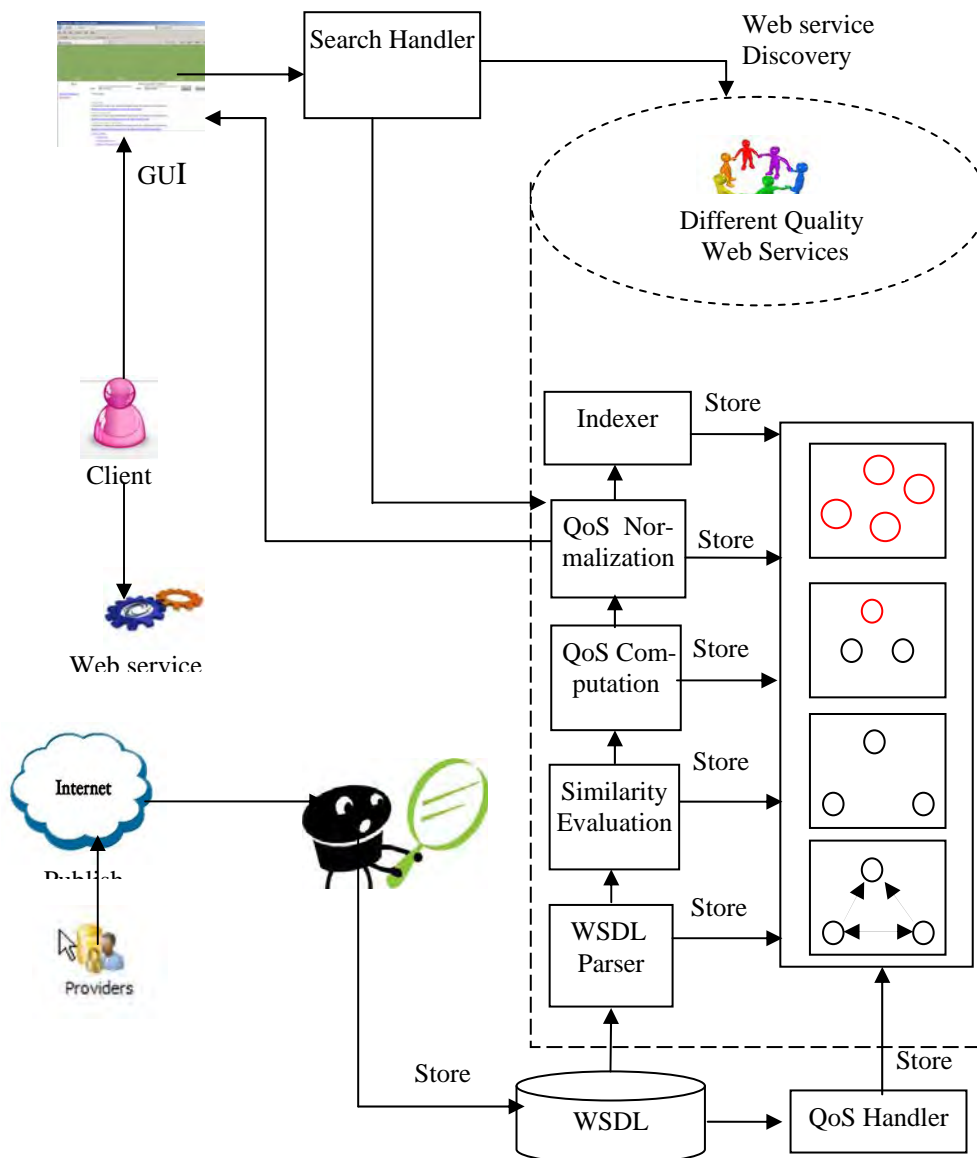 Search Handler
Web service
Discovery
GUI
Different Quality
Web Services
Client
Indexer
Store
QoS Nor-
malization
Store
Web service
QoS Com-
putation
Store
Internet
Similarity
Evaluation
Store
Publish
WSDL
Parser
Store
Providers
Store
WSDL
QoS Handler
Store